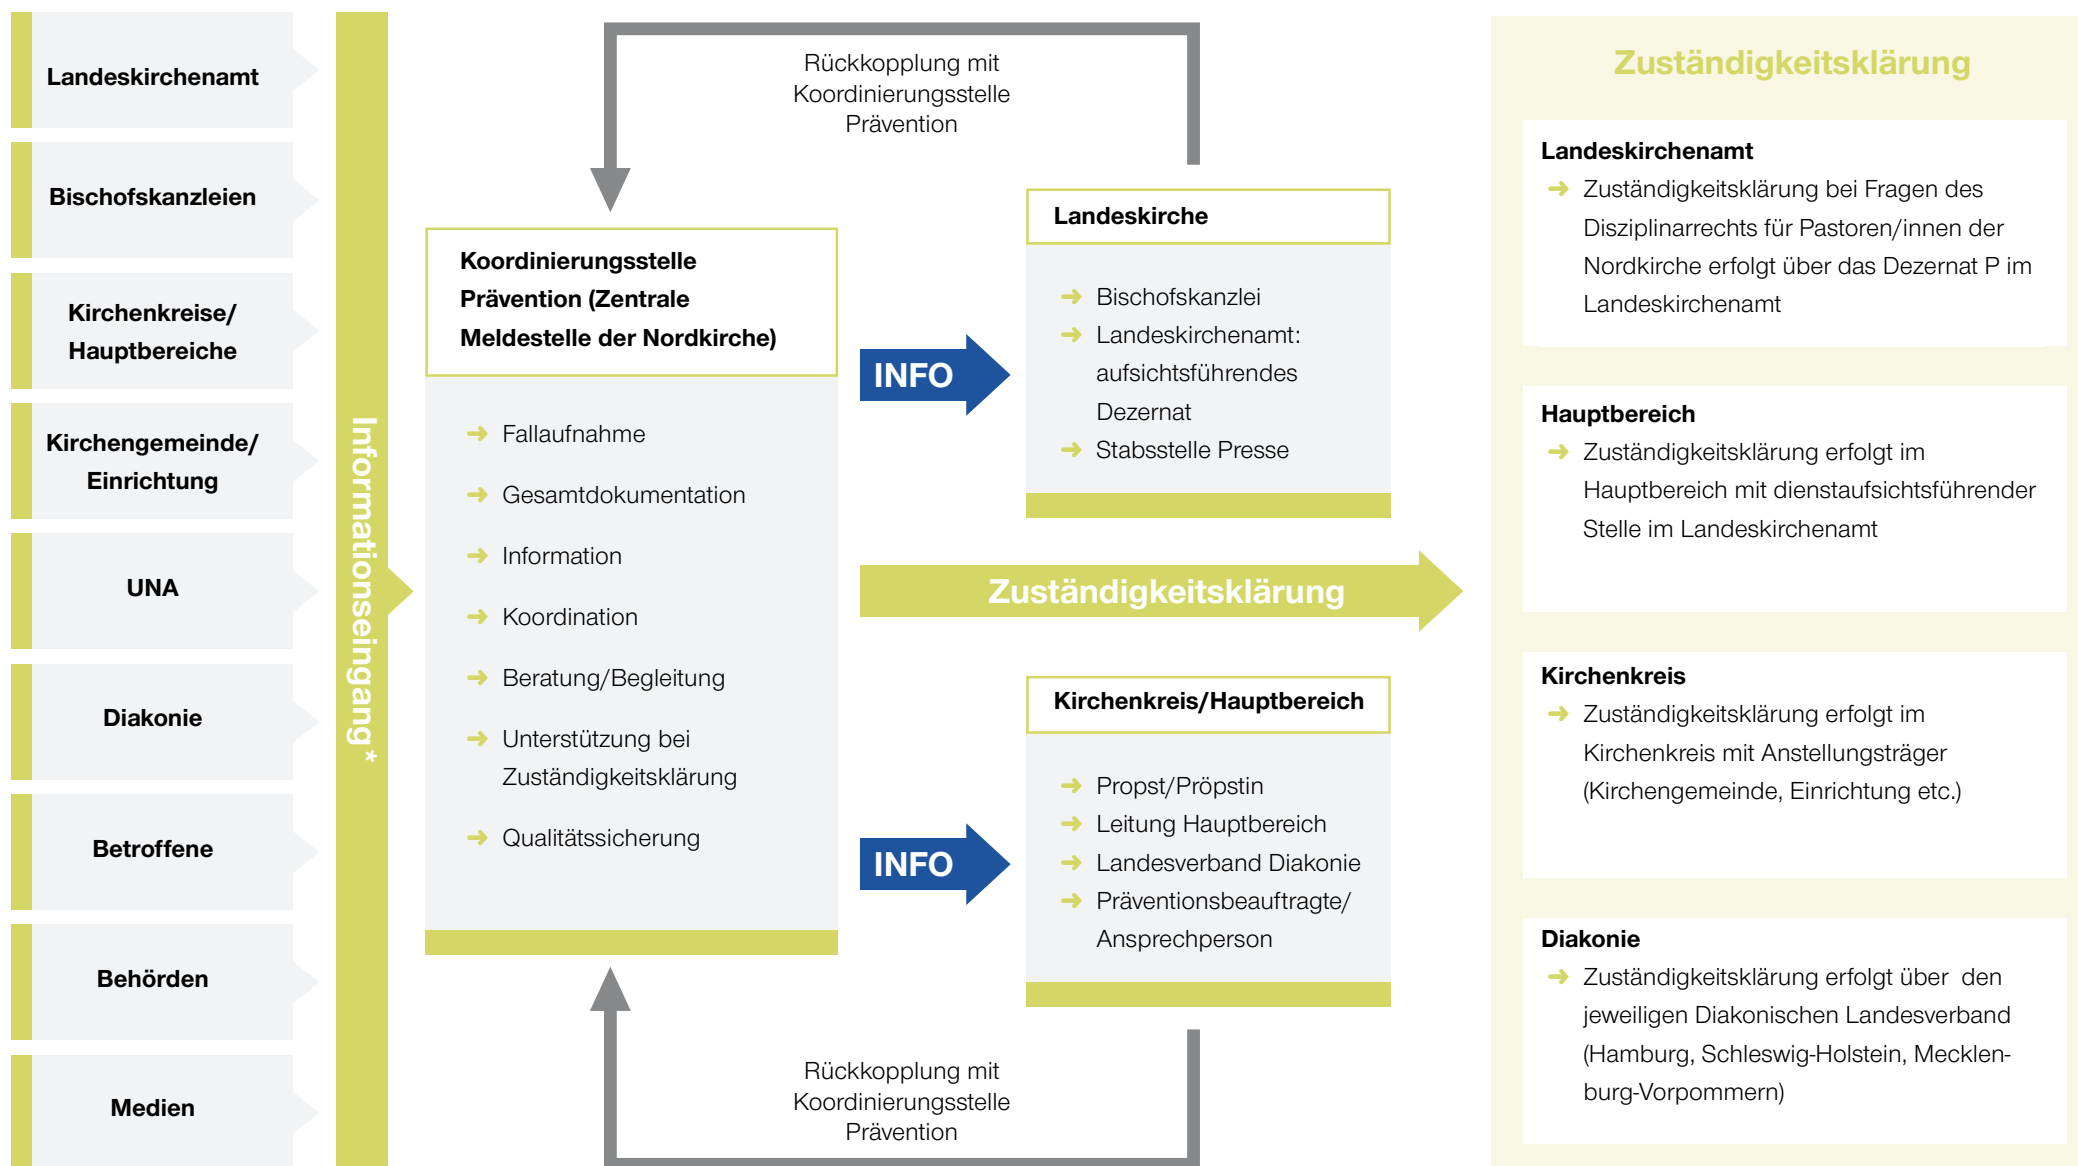 Landeskirchenamt
Bischofskanzleien
Kirchenkreise/
Hauptbereiche
Kirchengemeinde/
Einrichtung
UNA
Diakonie
Betroffene
Behörden
Medien
Informationseingang*
Rückkopplung mit
Koordinierungsstelle
Prävention
Koordinierungsstelle
Prävention (Zentrale
Meldestelle der Nordkirche)
➜ Fallaufnahme
➜ Gesamtdokumentation
➜ Information
➜ Koordination
➜ Beratung/Begleitung
➜ Unterstützung bei
Zuständigkeitsklärung
➜ Qualitätssicherung
INFO
Landeskirche
➜ Bischofskanzlei
➜ Landeskirchenamt:
aufsichtsführendes
Dezernat
➜ Stabsstelle Presse
Zuständigkeitsklärung
INFO
Kirchenkreis/Hauptbereich
➜ Propst/Pröpstin
➜ Leitung Hauptbereich
➜ Landesverband Diakonie
➜ Präventionsbeauftragte/
Ansprechperson
Rückkopplung mit
Koordinierungsstelle
Prävention
Zuständigkeitsklärung
Landeskirchenamt
➜ Zuständigkeitsklärung bei Fragen des
Disziplinarrechts für Pastoren/innen der
Nordkirche erfolgt über das Dezernat P im
Landeskirchenamt
Hauptbereich
➜ Zuständigkeitsklärung erfolgt im
Hauptbereich mit dienstaufsichtsführender
Stelle im Landeskirchenamt
Kirchenkreis
➜ Zuständigkeitsklärung erfolgt im
Kirchenkreis mit Anstellungsträger
(Kirchengemeinde, Einrichtung etc.)
Diakonie
➜ Zuständigkeitsklärung erfolgt über den
jeweiligen Diakonischen Landesverband
(Hamburg, Schleswig-Holstein, Mecklen-
burg-Vorpommern)